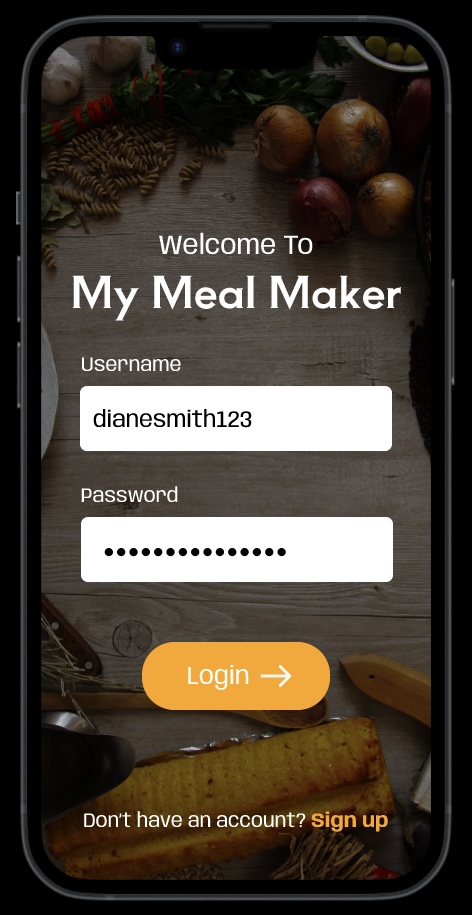 Welcome To
My Meal Maker
Username
dianesmith123
Password
•••••••••••••••
Login →
Don't have an account? Sign up